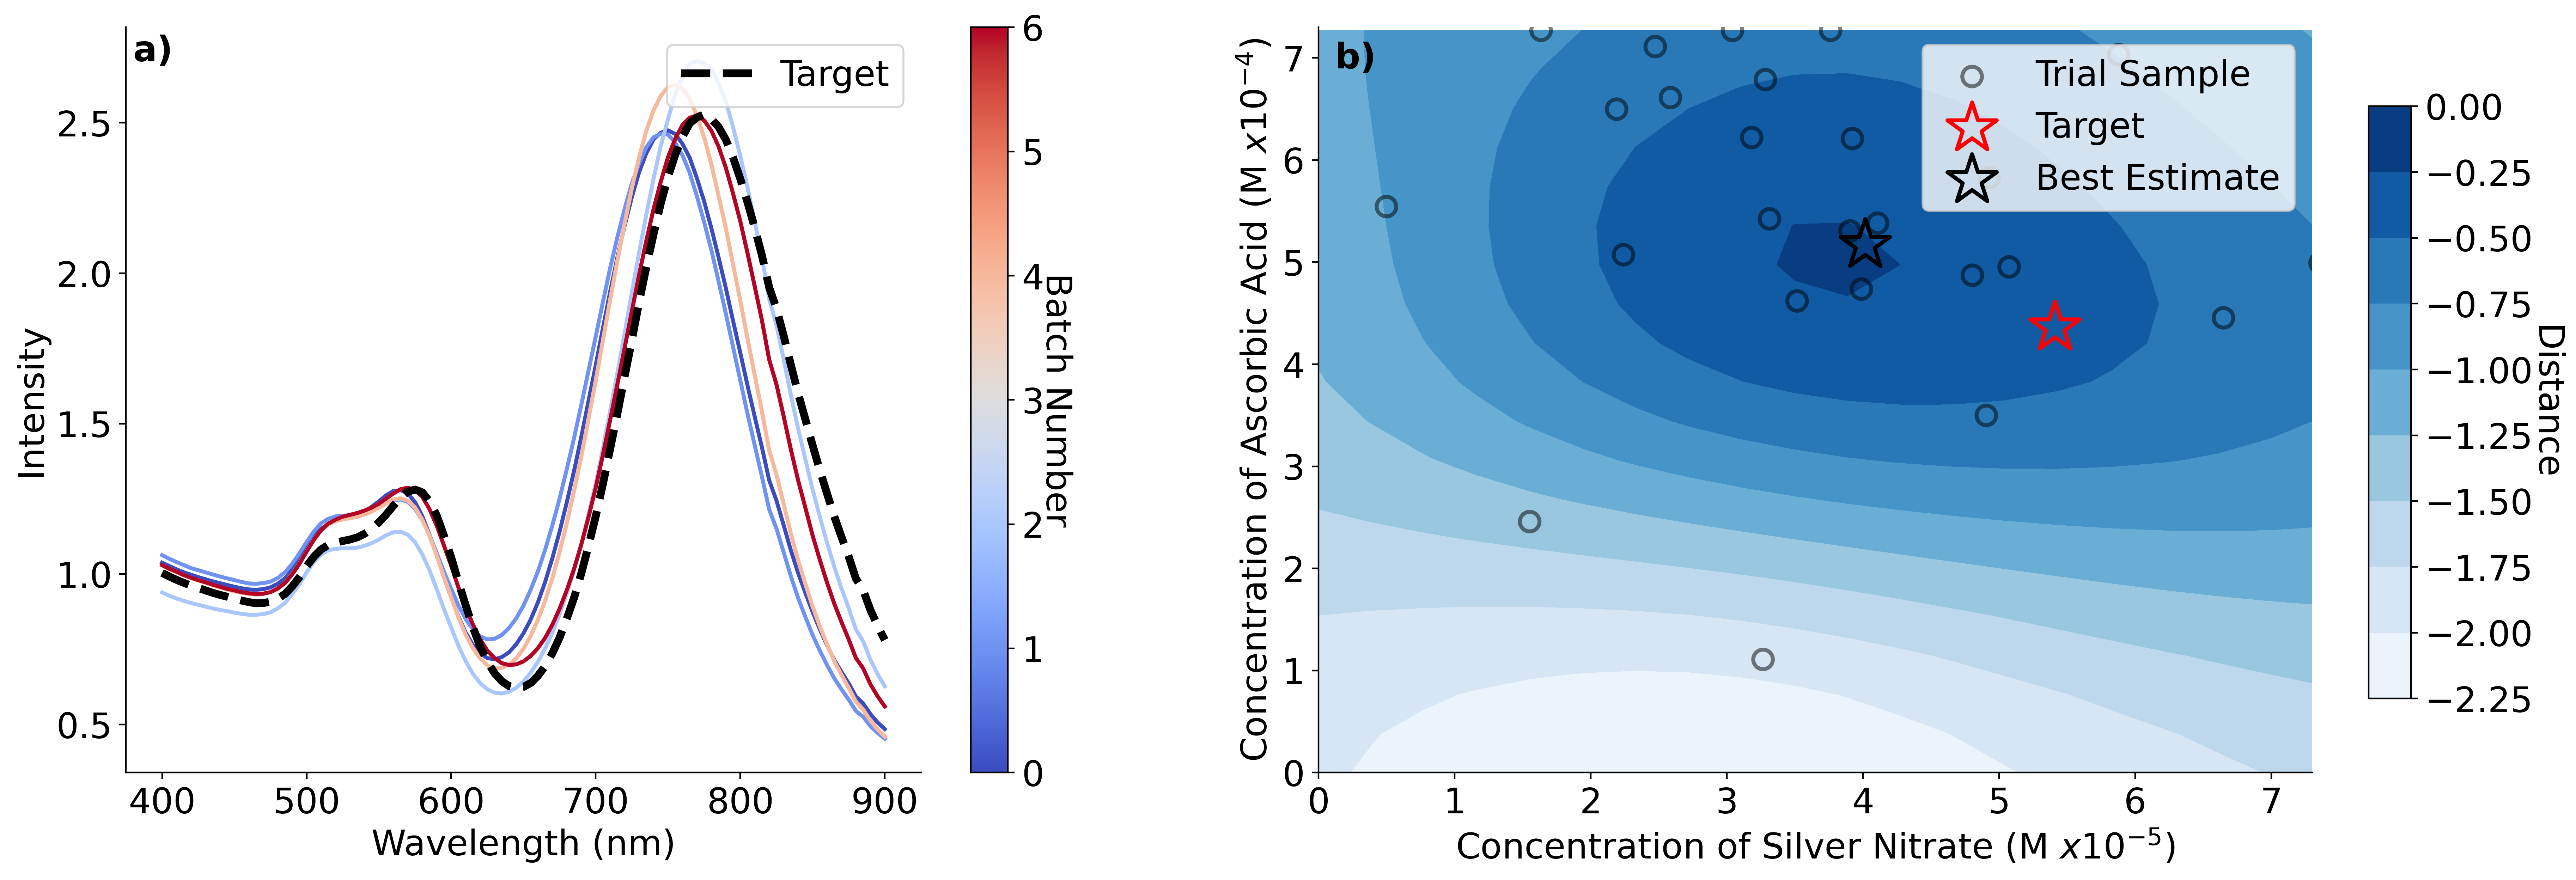 a)
Target
Intensity
2.5
2.0
1.5
1.0
0.5
400 500 600 700 800 900
Wavelength (nm)
6
5
4
3
2
1
0
Batch Number
b)
Trial Sample
Target
Best Estimate
Concentration of Ascorbic Acid (M x10⁻⁴)
7
6
5
4
3
2
1
0
0 1 2 3 4 5 6 7
Concentration of Silver Nitrate (M x10⁻⁵)
0.00
−0.25
−0.50
−0.75
−1.00
−1.25
−1.50
−1.75
−2.00
−2.25
Distance